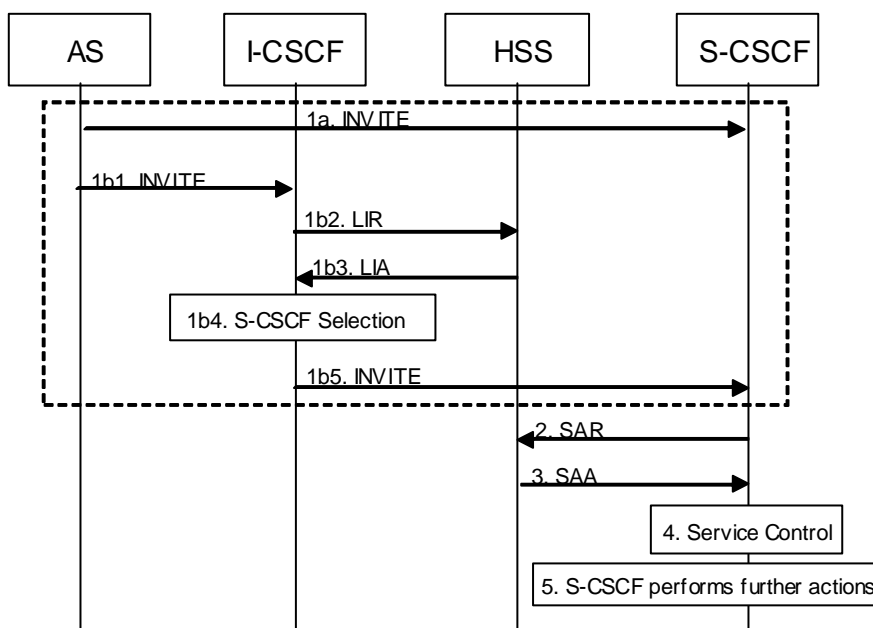 AS
I-CSCF
HSS
S-CSCF
1a. INVITE
1b1. INVITE
1b2. LIR
1b3. LIA
1b4. S-CSCF Selection
1b5. INVITE
2. SAR
3. SAA
4. Service Control
5. S-CSCF performs further actions